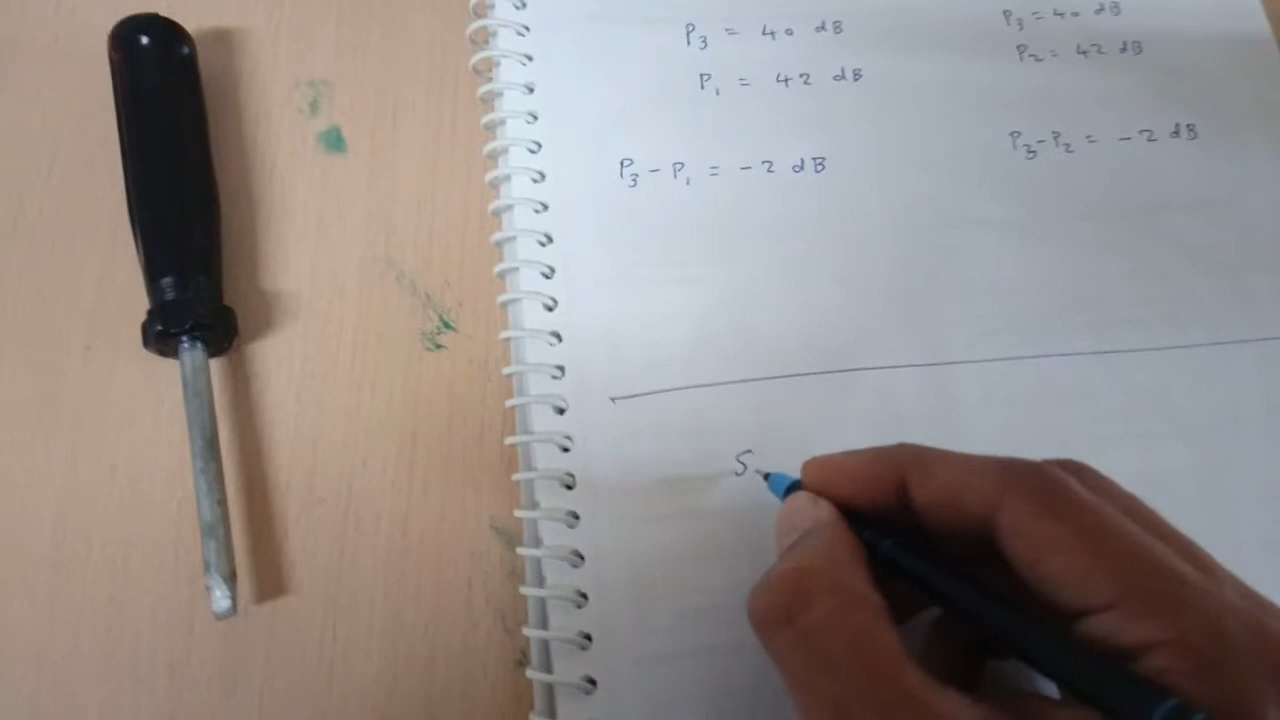 P3 = 40 dB
P1 = 42 dB
P3 - P1 = -2 dB
P3 = 40 dB
P2 = 42 dB
P3-P2 = -2 dB
S